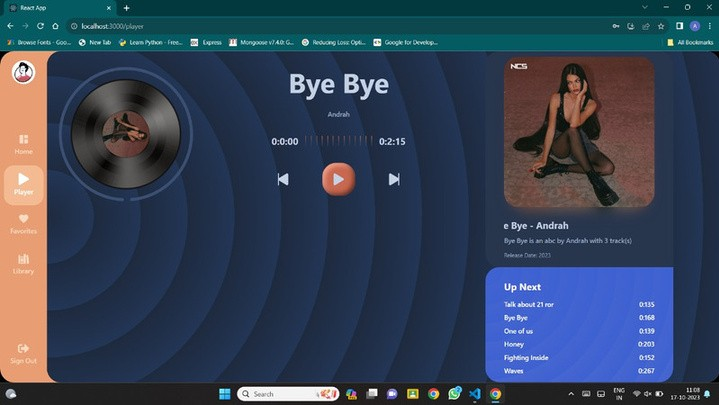 React App
localhost:3000/player
Browse Fonts - Goo...
New Tab
Learn Python - Free...
Express
Mongoose v7.4.0: G...
Reducing Loss: Opti...
Google for Develop...
All Bookmarks
Home
Player
Favorites
Library
Sign Out
Bye Bye
Andrah
0:0:00
0:2:15
NCS
e Bye - Andrah
Bye Bye is an abc by Andrah with 3 track(s)
Release Date: 2023
Up Next
Talk about 21 ror 0:135
Bye Bye 0:168
One of us 0:139
Honey 0:203
Fighting Inside 0:152
Waves 0:267
Search
ENG
IN
11:08
17-10-2023